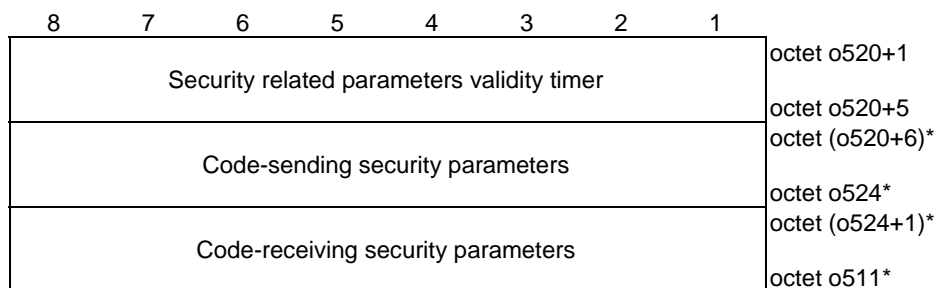 8 7 6 5 4 3 2 1
Security related parameters validity timer
octet o520+1
octet o520+5
Code-sending security parameters
octet (o520+6)*
octet o524*
Code-receiving security parameters
octet (o524+1)*
octet o511*